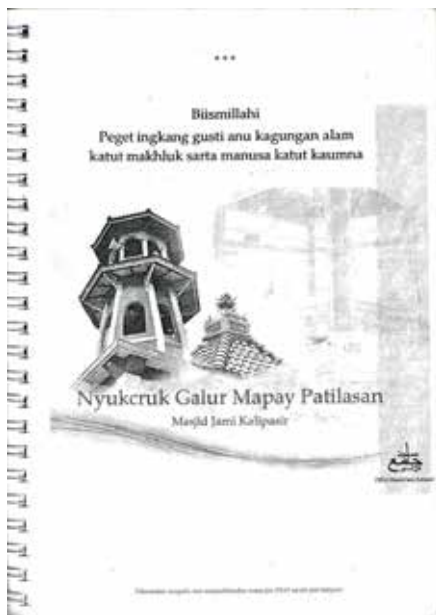 ***
Biismillahi
Peget ingkang gusti anu kagungan alam
katut makhluk sarta manusa katut kaumna
Nyukcruk Galur Mapay Patilasan
Masjid Jami Kalipasir